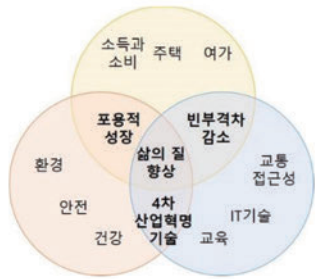 소득과
소비
주택
여가
포용적
성장
빈부격차
감소
삶의 질
향상
환경
안전
건강
4차
산업혁명
기술
교통
접근성
IT기술
교육